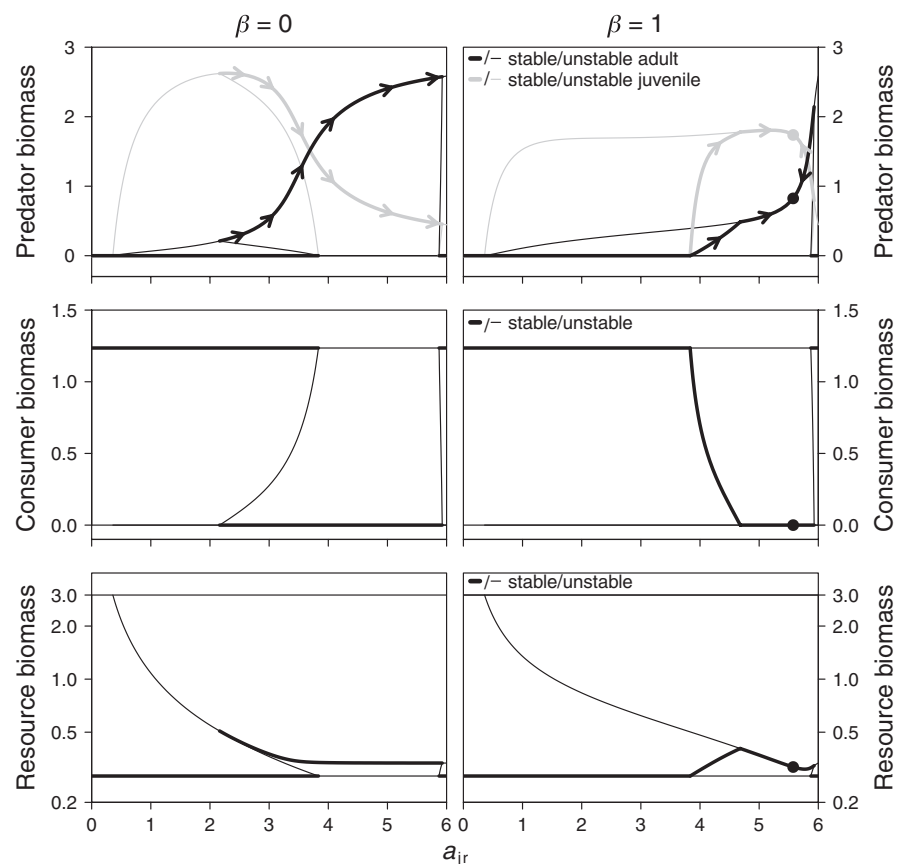 β = 0
β = 1
Predator biomass
3
2
1
0
━/− stable/unstable adult
━/− stable/unstable juvenile
3
2
1
0
Predator biomass
Consumer biomass
1.5
1.0
0.5
0.0
━/− stable/unstable
1.5
1.0
0.5
0.0
Consumer biomass
Resource biomass
3.0
2.0
1.0
0.5
0.2
━/− stable/unstable
3.0
2.0
1.0
0.5
0.2
Resource biomass
0 1 2 3 4 5 6 0 1 2 3 4 5 6
a_jr